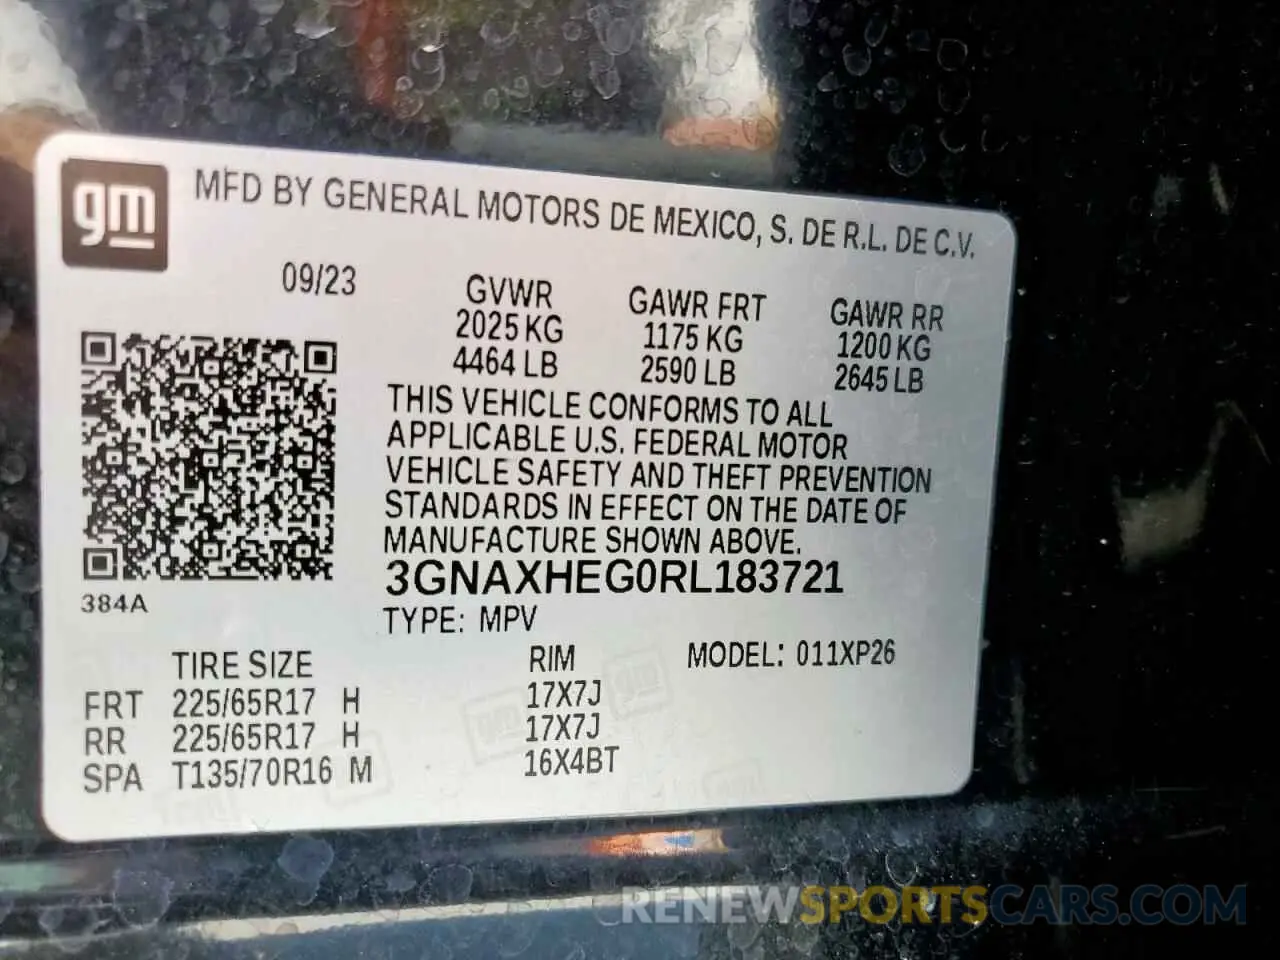 gm
MFD BY GENERAL MOTORS DE MEXICO, S. DE R.L. DE C.V.
09/23
GVWR GAWR FRT GAWR RR
2025 KG 1175 KG 1200 KG
4464 LB 2590 LB 2645 LB
THIS VEHICLE CONFORMS TO ALL
APPLICABLE U.S. FEDERAL MOTOR
VEHICLE SAFETY AND THEFT PREVENTION
STANDARDS IN EFFECT ON THE DATE OF
MANUFACTURE SHOWN ABOVE.
3GNAXHEG0RL183721
384A
TYPE: MPV
TIRE SIZE RIM MODEL: 011XP26
FRT 225/65R17 H 17X7J
RR 225/65R17 H 17X7J
SPA T135/70R16 M 16X4BT
RENEWSPORTSCARS.COM